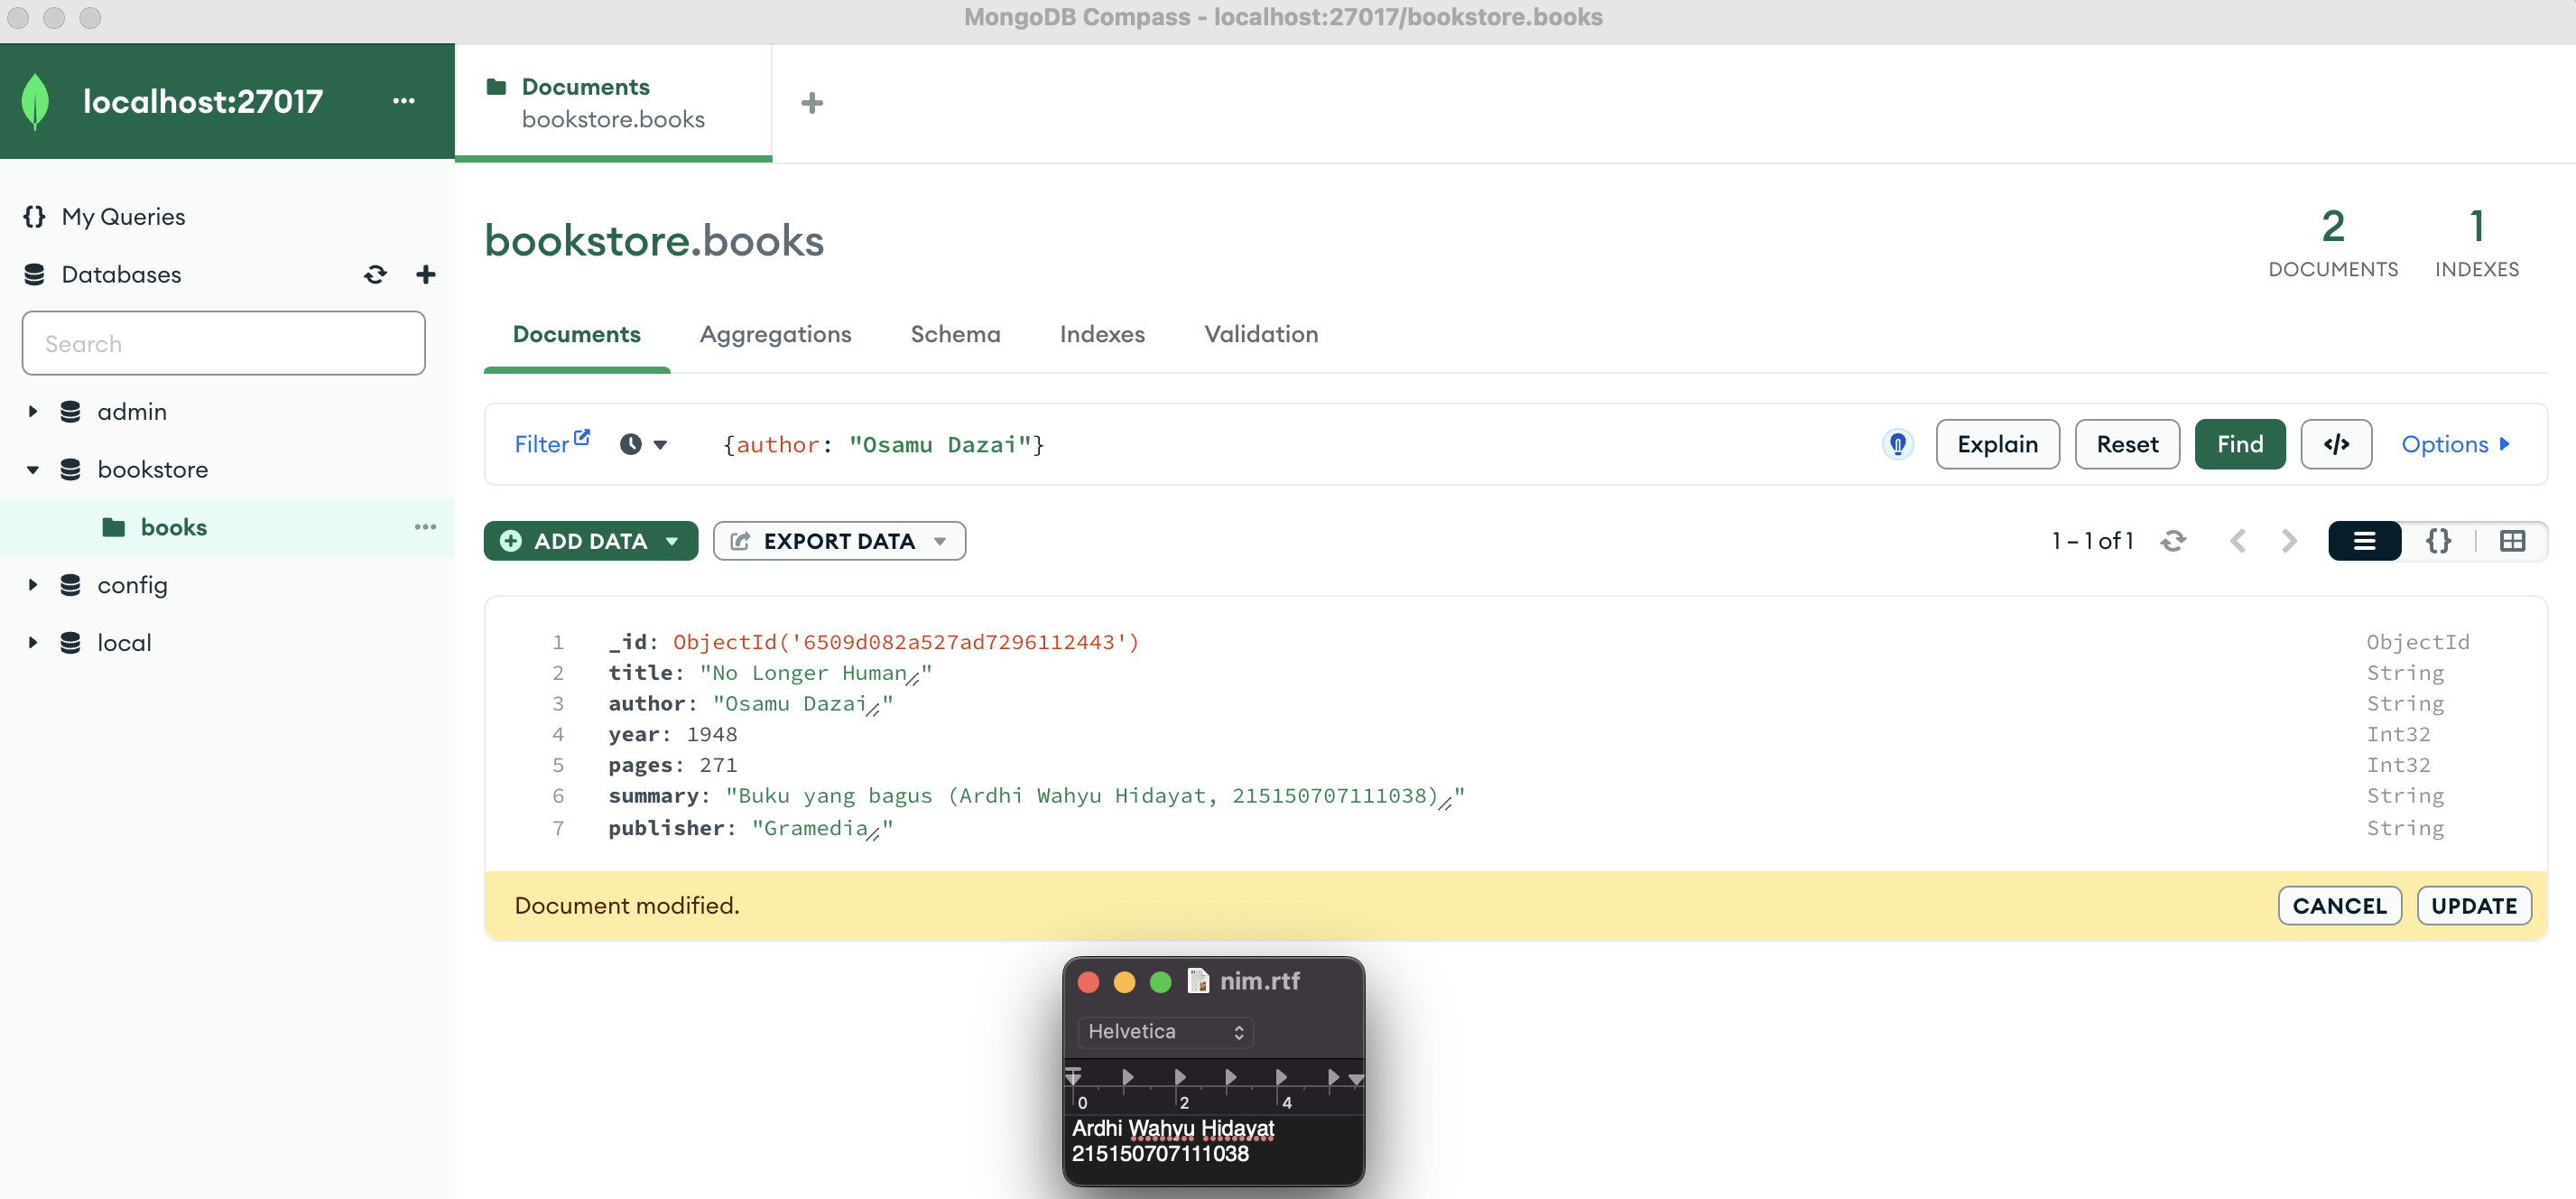 MongoDB Compass - localhost:27017/bookstore.books
localhost:27017
Documents
bookstore.books
My Queries
Databases
Search
admin
bookstore
books
config
local
bookstore.books
2
DOCUMENTS
1
INDEXES
Documents Aggregations Schema Indexes Validation
Filter {author: "Osamu Dazai"} Explain Reset Find </> Options
ADD DATA EXPORT DATA 1 – 1 of 1 {}
1 _id: ObjectId('6509d082a527ad7296112443') ObjectId
2 title: "No Longer Human" String
3 author: "Osamu Dazai" String
4 year: 1948 Int32
5 pages: 271 Int32
6 summary: "Buku yang bagus (Ardhi Wahyu Hidayat, 215150707111038)" String
7 publisher: "Gramedia" String
Document modified. CANCEL UPDATE
nim.rtf
Helvetica
0 2 4
Ardhi Wahyu Hidayat
215150707111038